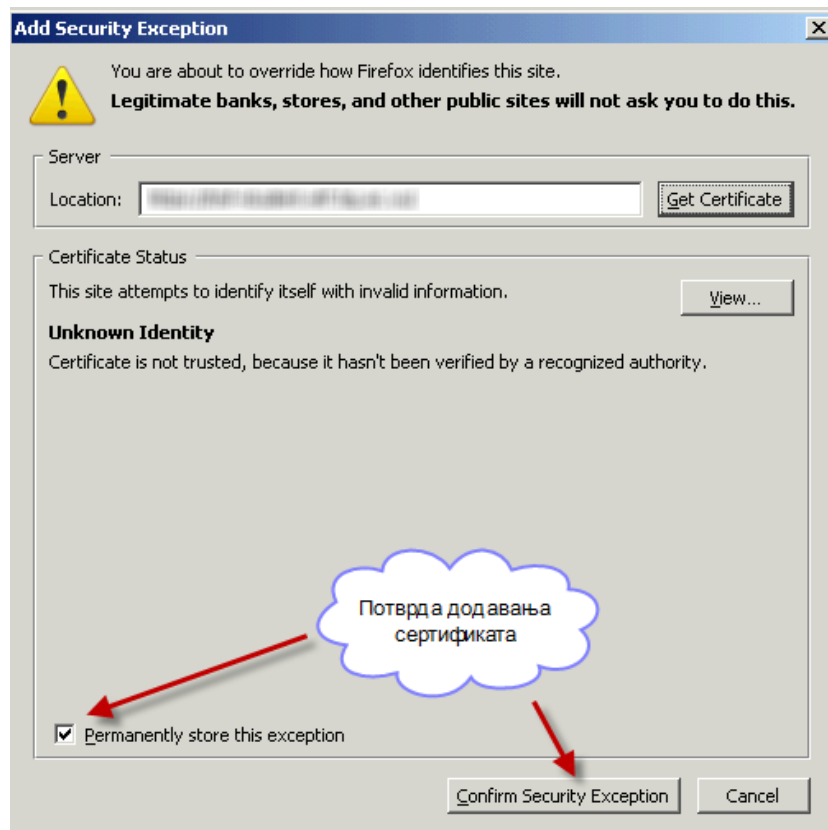 Add Security Exception
You are about to override how Firefox identifies this site.
Legitimate banks, stores, and other public sites will not ask you to do this.
Server
Location:
Get Certificate
Certificate Status
This site attempts to identify itself with invalid information.
View...
Unknown Identity
Certificate is not trusted, because it hasn't been verified by a recognized authority.
Потврда додавања
сертификата
Permanently store this exception
Confirm Security Exception
Cancel